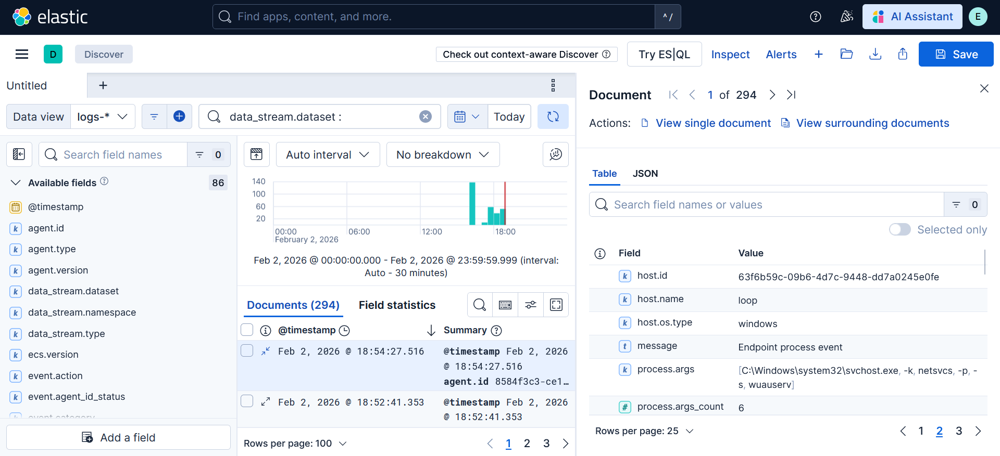 elastic
Find apps, content, and more.
^ /
AI Assistant
E
D
Discover
Check out context-aware Discover
Try ES|QL
Inspect
Alerts
+
Save
Untitled
+
Data view
logs-*
data_stream.dataset :
Today
Search field names
0
Available fields
86
@timestamp
k agent.id
k agent.type
k agent.version
k data_stream.dataset
k data_stream.namespace
k data_stream.type
k ecs.version
k event.action
k event.agent_id_status
event.category
Add a field
Auto interval
No breakdown
140
100
60
20
00:00
06:00
12:00
18:00
February 2, 2026
Feb 2, 2026 @ 00:00:00.000 - Feb 2, 2026 @ 23:59:59.999 (interval:
Auto - 30 minutes)
Documents (294)
Field statistics
@timestamp
Summary
Feb 2, 2026 @ 18:54:27.516
@timestamp Feb 2, 2026
@ 18:54:27.516
agent.id 8584f3c3-ce1…
Feb 2, 2026 @ 18:52:41.353
@timestamp Feb 2, 2026
@ 18:52:41.353
Rows per page: 100
1 2 3
Document
1 of 294
Actions:
View single document
View surrounding documents
Table
JSON
Search field names or values
0
Selected only
Field
Value
k host.id
63f6b59c-09b6-4d7c-9448-dd7a0245e0fe
k host.name
loop
k host.os.type
windows
t message
Endpoint process event
k process.args
[C:\Windows\system32\svchost.exe, -k, netsvcs, -p, -
s, wuauserv]
# process.args_count
6
Rows per page: 25
1 2 3